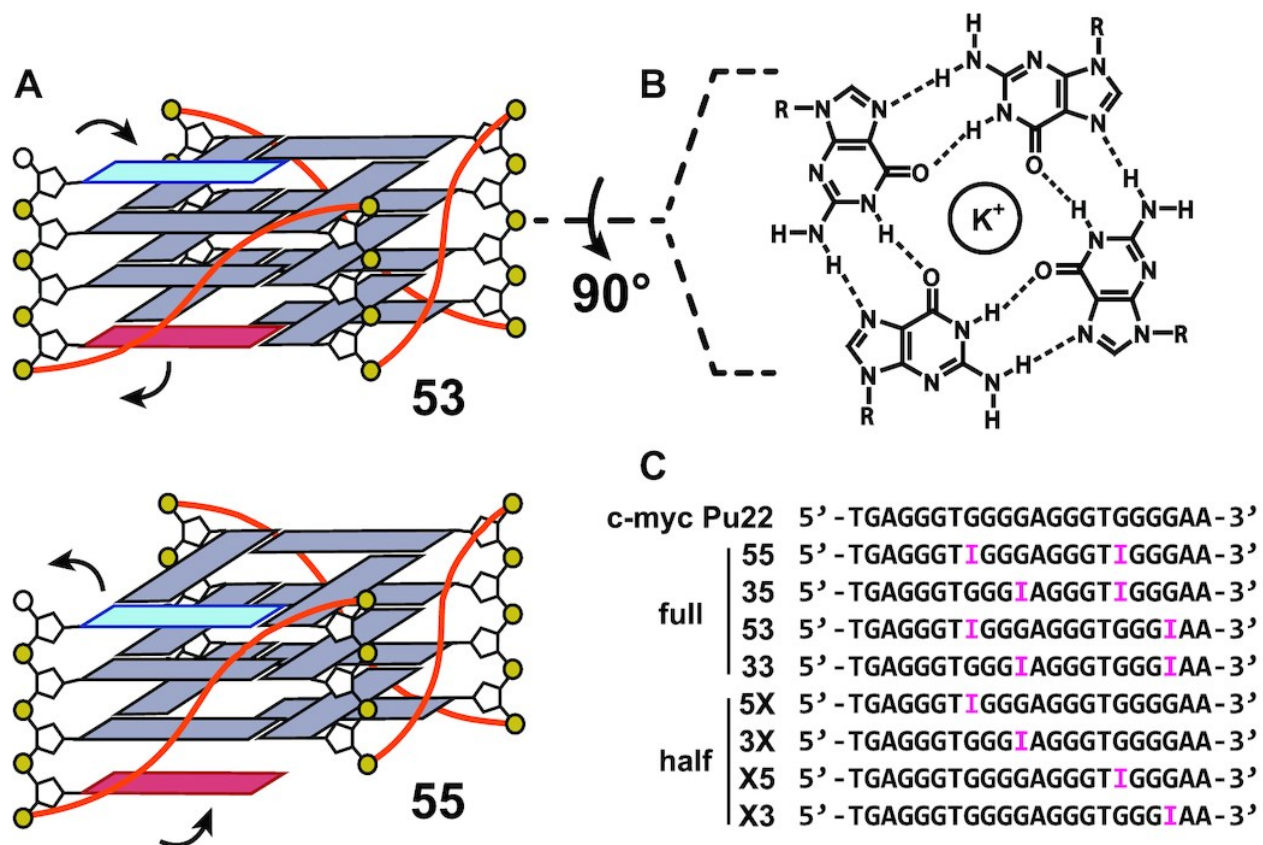 A
53
90°
B
H R
H N N N
R N N H N N
H
O O H
N N H N H
K+
H N H O N N
H O N
N N H N R
N N H
R H
55
C
c-myc Pu22 5’-TGAGGGTGGGGAGGGTGGGGAA-3’
full
55 5’-TGAGGGTIGGGAGGGTIGGGAA-3’
35 5’-TGAGGGTGGGIAGGGTIGGGAA-3’
53 5’-TGAGGGTIGGGAGGGTGGGIAA-3’
33 5’-TGAGGGTGGGIAGGGTGGGIAA-3’
half
5X 5’-TGAGGGTIGGGAGGGTGGGGAA-3’
3X 5’-TGAGGGTGGGIAGGGTGGGGAA-3’
X5 5’-TGAGGGTGGGGAGGGTIGGGAA-3’
X3 5’-TGAGGGTGGGGAGGGTGGGIAA-3’